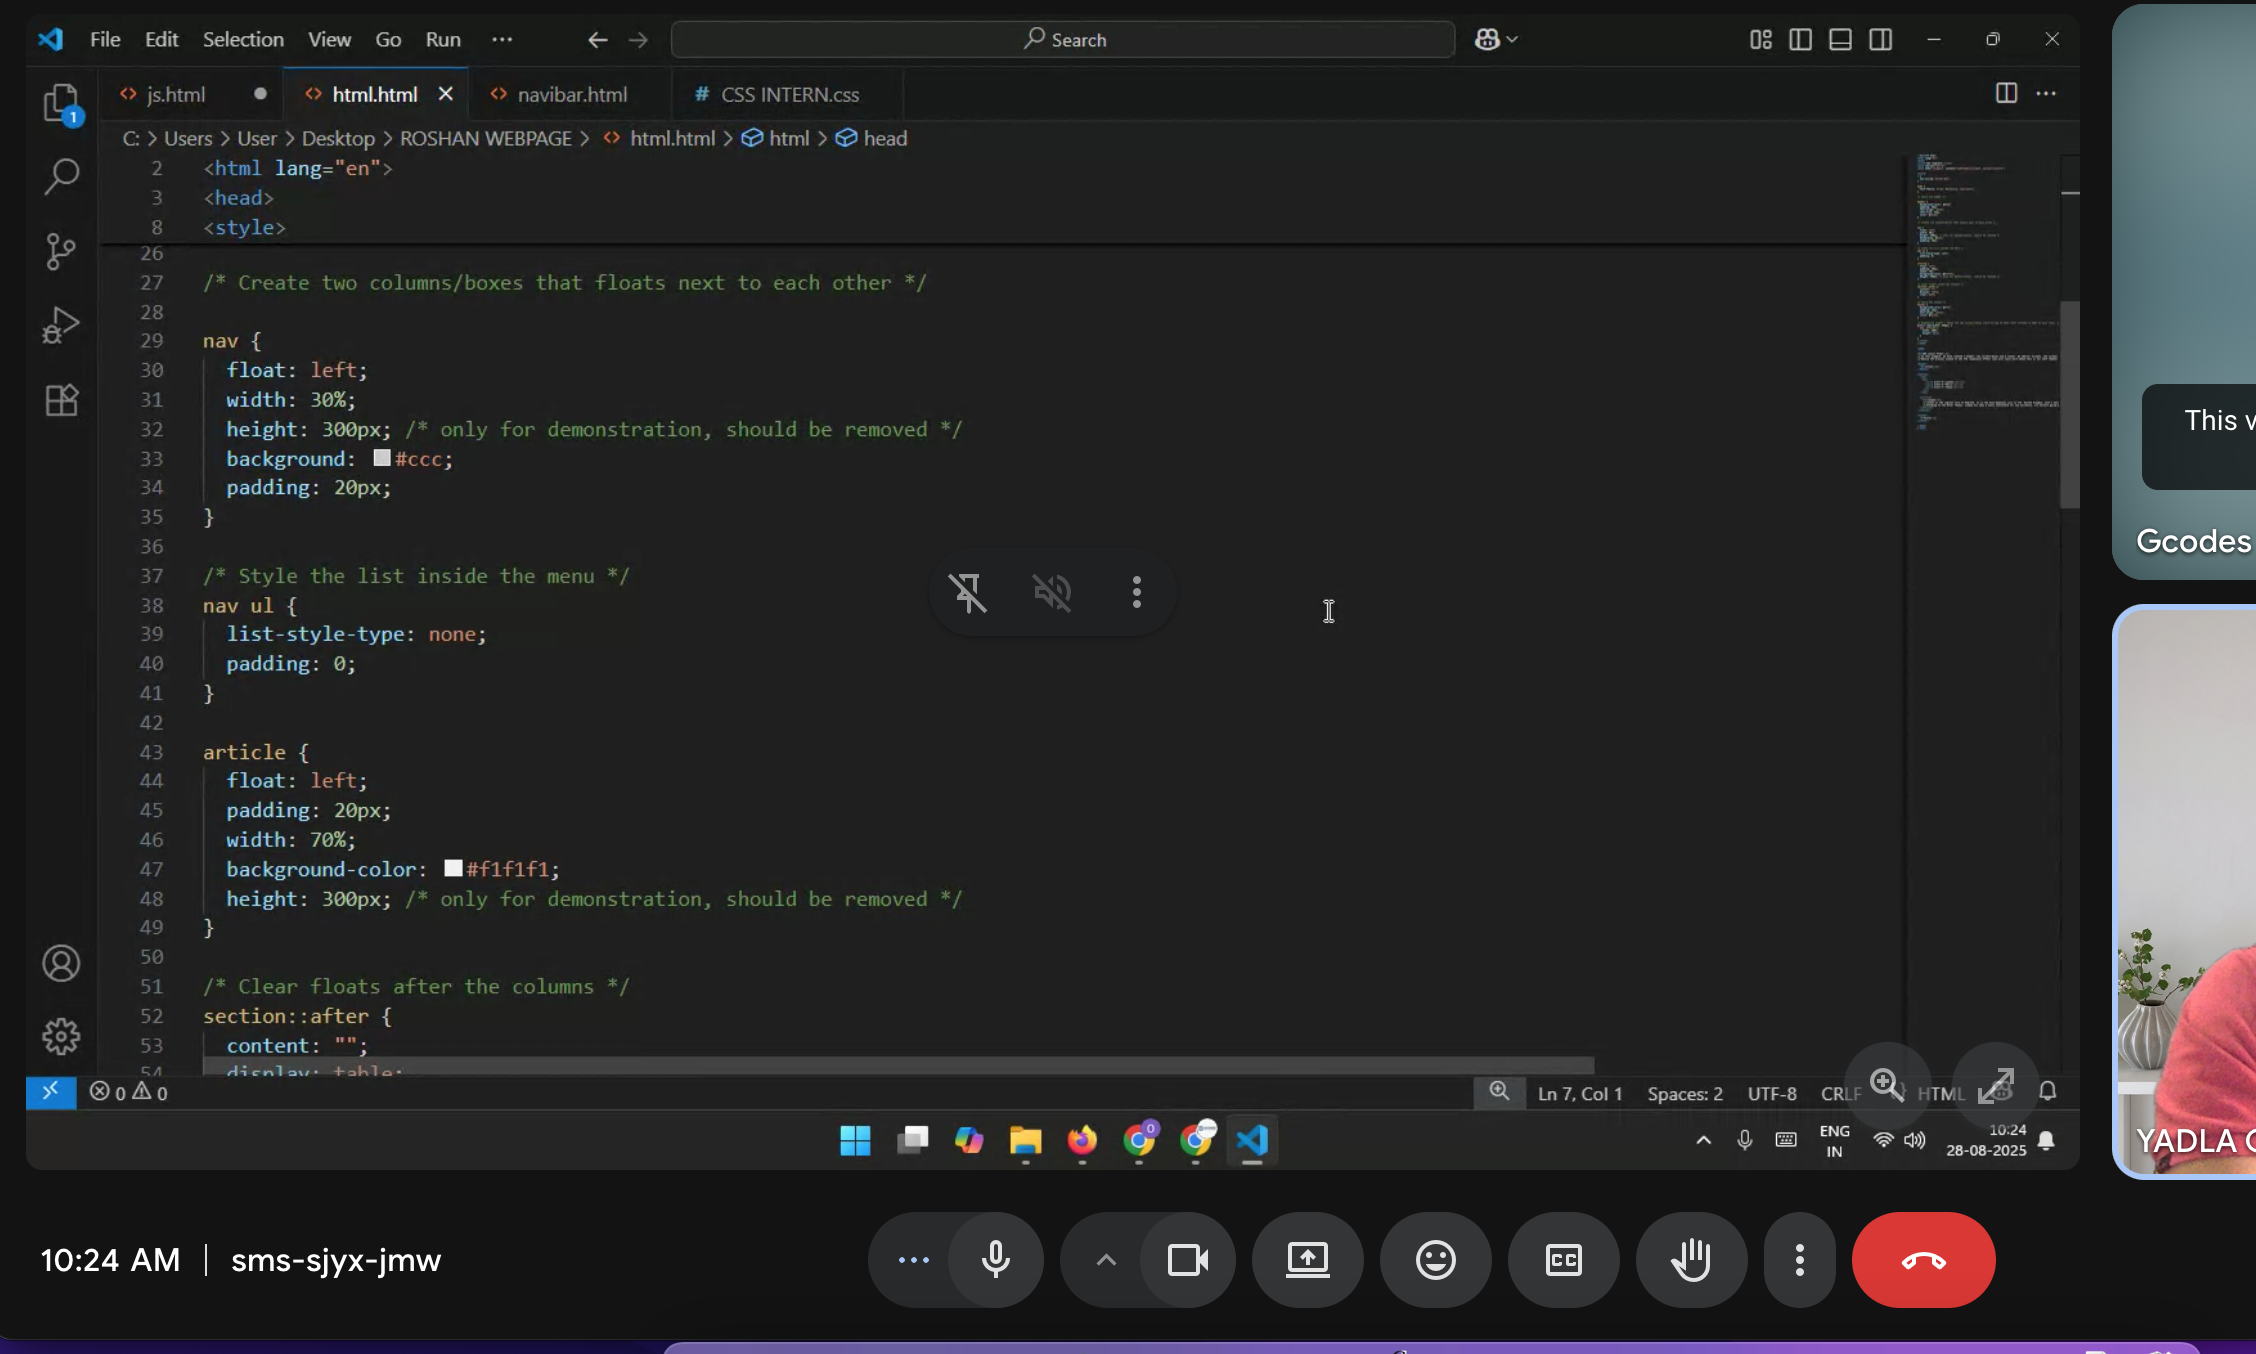 File Edit Selection View Go Run ··· Search
js.html html.html navibar.html # CSS INTERN.css
C: > Users > User > Desktop > ROSHAN WEBPAGE > html.html > html > head
1
2 <html lang="en">
3 <head>
8 <style>
26
27 /* Create two columns/boxes that floats next to each other */
28
29 nav {
30 float: left;
31 width: 30%;
32 height: 300px; /* only for demonstration, should be removed */
33 background: #ccc;
34 padding: 20px;
35 }
36
37 /* Style the list inside the menu */
38 nav ul {
39 list-style-type: none;
40 padding: 0;
41 }
42
43 article {
44 float: left;
45 padding: 20px;
46 width: 70%;
47 background-color: #f1f1f1;
48 height: 300px; /* only for demonstration, should be removed */
49 }
50
51 /* Clear floats after the columns */
52 section::after {
53 content: "";
54 display: table;
0 0 Ln 7, Col 1 Spaces: 2 UTF-8 CRLF HTML
ENG
IN
10:24
28-08-2025
This
Gcodes
YADLA
10:24 AM | sms-sjyx-jmw
CC